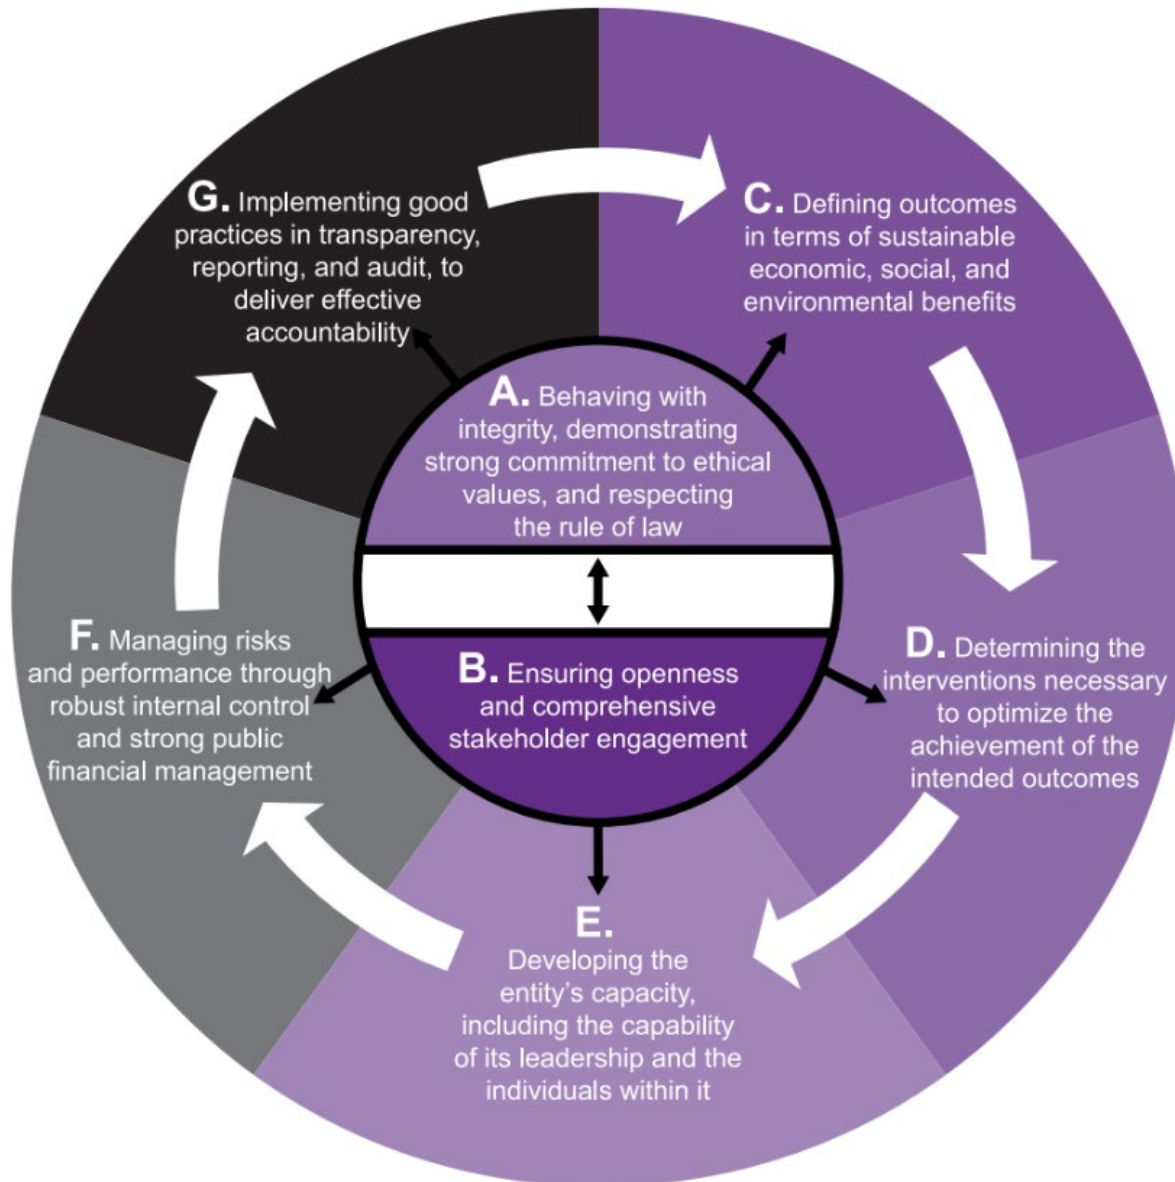 A. Behaving with
integrity, demonstrating
strong commitment to ethical
values, and respecting
the rule of law
B. Ensuring openness
and comprehensive
stakeholder engagement
C. Defining outcomes
in terms of sustainable
economic, social, and
environmental benefits
D. Determining the
interventions necessary
to optimize the
achievement of the
intended outcomes
E.
Developing the
entity’s capacity,
including the capability
of its leadership and the
individuals within it
F. Managing risks
and performance through
robust internal control
and strong public
financial management
G. Implementing good
practices in transparency,
reporting, and audit, to
deliver effective
accountability